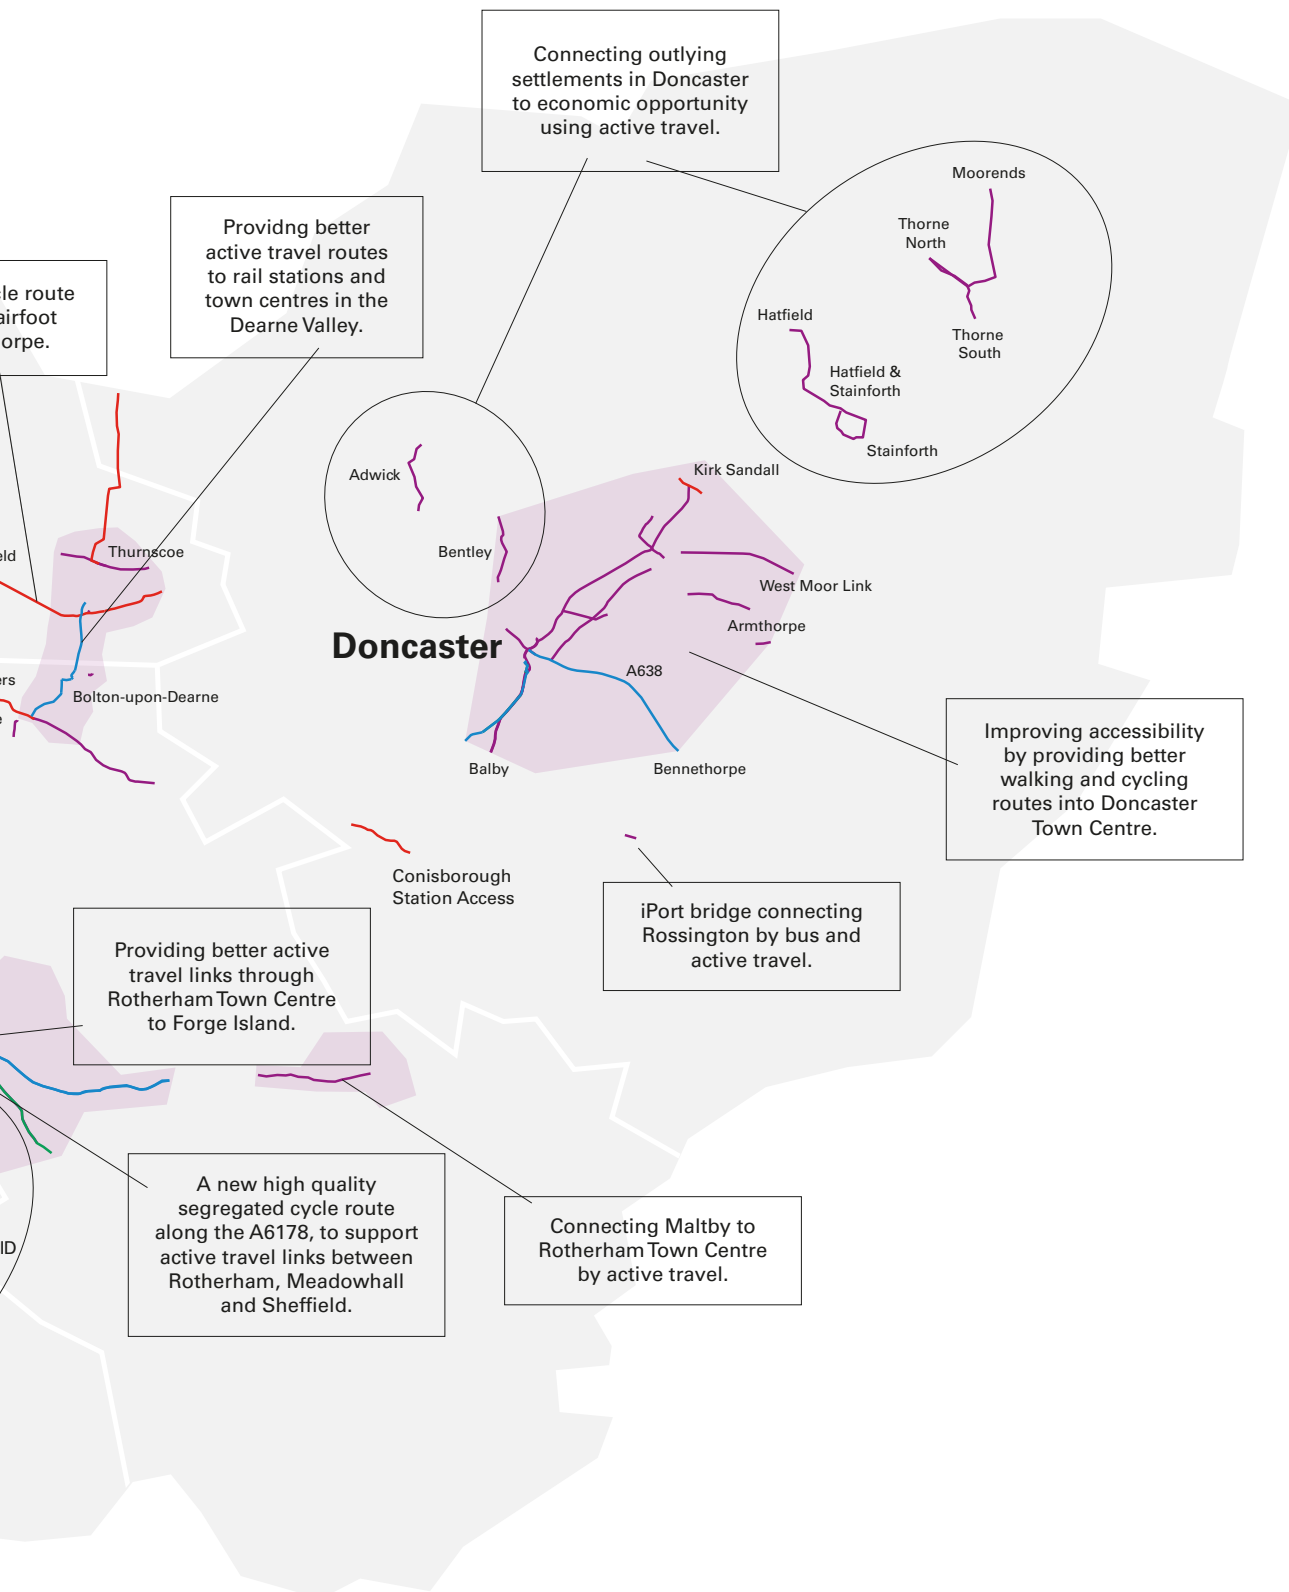 Connecting outlying
settlements in Doncaster
to economic opportunity
using active travel.
Moorends
Thorne
North
Thorne
South
Hatfield
Hatfield &
Stainforth
Stainforth
Providng better
active travel routes
to rail stations and
town centres in the
Dearne Valley.
cle route
airfoot
orpe.
Adwick
Bentley
Kirk Sandall
eld
Thurnscoe
West Moor Link
Armthorpe
Doncaster
A638
ers
e
Bolton-upon-Dearne
Balby
Bennethorpe
Improving accessibility
by providing better
walking and cycling
routes into Doncaster
Town Centre.
Conisborough
Station Access
iPort bridge connecting
Rossington by bus and
active travel.
Providing better active
travel links through
Rotherham Town Centre
to Forge Island.
A new high quality
segregated cycle route
along the A6178, to support
active travel links between
Rotherham, Meadowhall
and Sheffield.
Connecting Maltby to
Rotherham Town Centre
by active travel.
ID